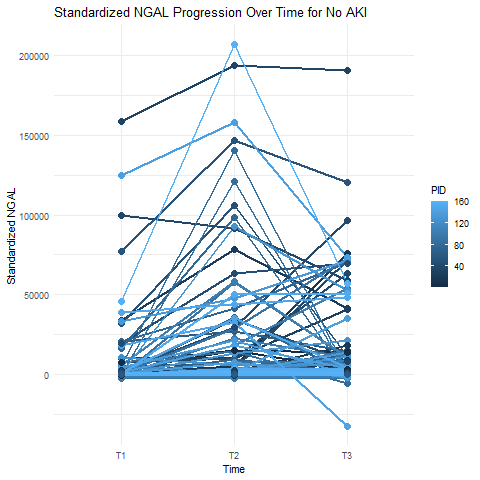 Standardized NGAL Progression Over Time for No AKI
200000
150000
100000
50000
0
Standardized NGAL
T1 T2 T3
Time
PID
160
120
80
40